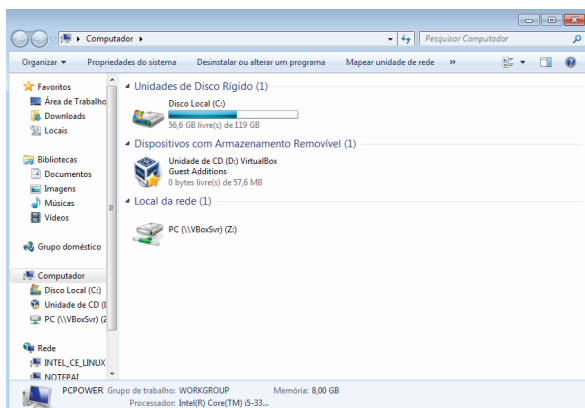 Computador
Pesquisar Computador
Organizar
Propriedades do sistema
Desinstalar ou alterar um programa
Mapear unidade de rede
»
Favoritos
Área de Trabalho
Downloads
Locais
Bibliotecas
Documentos
Imagens
Músicas
Vídeos
Grupo doméstico
Computador
Disco Local (C:)
Unidade de CD (D
PC (\\VBoxSvr) (Z
Rede
INTEL_CE_LINUX
NOTEPAL
Unidades de Disco Rígido (1)
Disco Local (C:)
56,6 GB livre(s) de 119 GB
Dispositivos com Armazenamento Removível (1)
Unidade de CD (D:) VirtualBox
Guest Additions
0 bytes livre(s) de 57,6 MB
Local da rede (1)
PC (\\VBoxSvr) (Z:)
PCPOWER Grupo de trabalho: WORKGROUP Memória: 8,00 GB
Processador: Intel(R) Core(TM) i5-33...